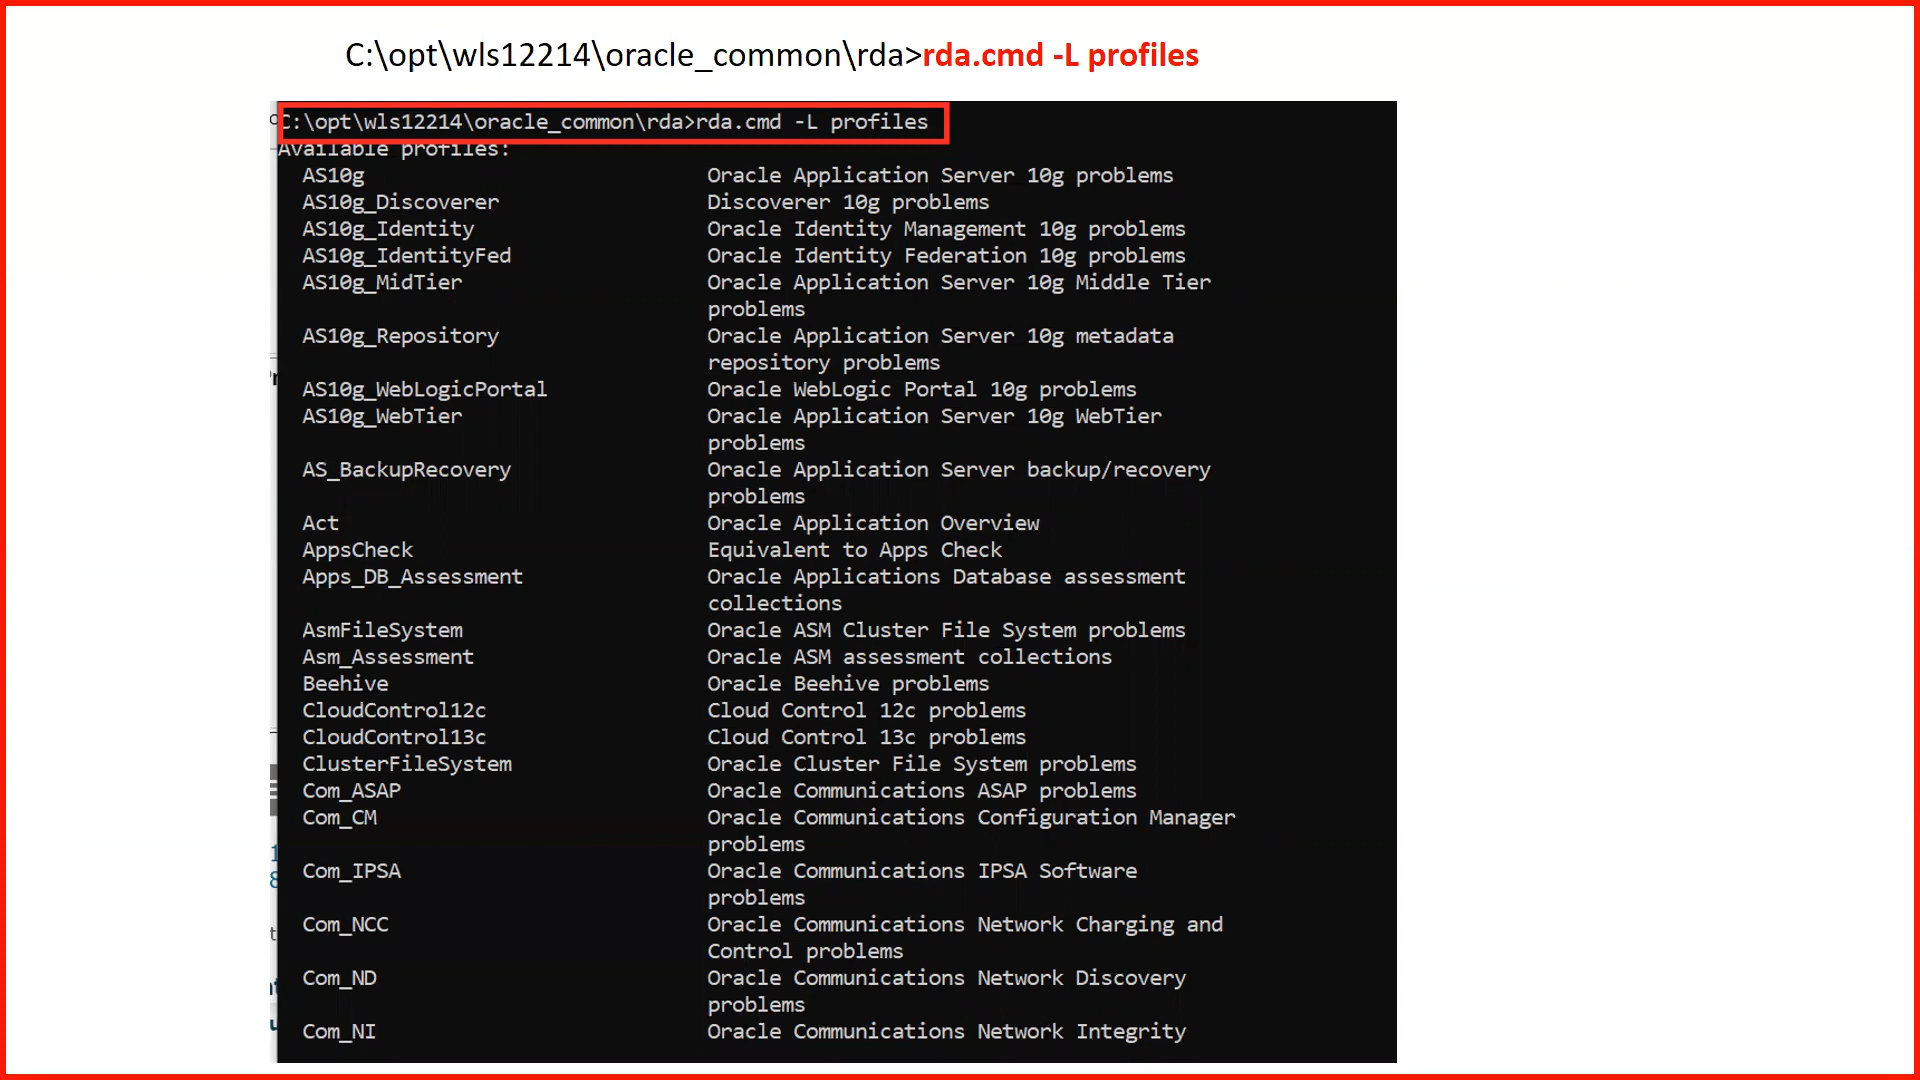 C:\opt\wls12214\oracle_common\rda>rda.cmd -L profiles
C:\opt\wls12214\oracle_common\rda>rda.cmd -L profiles
Available profiles:
AS10g Oracle Application Server 10g problems
AS10g_Discoverer Discoverer 10g problems
AS10g_Identity Oracle Identity Management 10g problems
AS10g_IdentityFed Oracle Identity Federation 10g problems
AS10g_MidTier Oracle Application Server 10g Middle Tier
problems
AS10g_Repository Oracle Application Server 10g metadata
repository problems
AS10g_WebLogicPortal Oracle WebLogic Portal 10g problems
AS10g_WebTier Oracle Application Server 10g WebTier
problems
AS_BackupRecovery Oracle Application Server backup/recovery
problems
Act Oracle Application Overview
AppsCheck Equivalent to Apps Check
Apps_DB_Assessment Oracle Applications Database assessment
collections
AsmFileSystem Oracle ASM Cluster File System problems
Asm_Assessment Oracle ASM assessment collections
Beehive Oracle Beehive problems
CloudControl12c Cloud Control 12c problems
CloudControl13c Cloud Control 13c problems
ClusterFileSystem Oracle Cluster File System problems
Com_ASAP Oracle Communications ASAP problems
Com_CM Oracle Communications Configuration Manager
problems
Com_IPSA Oracle Communications IPSA Software
problems
Com_NCC Oracle Communications Network Charging and
Control problems
Com_ND Oracle Communications Network Discovery
problems
Com_NI Oracle Communications Network Integrity